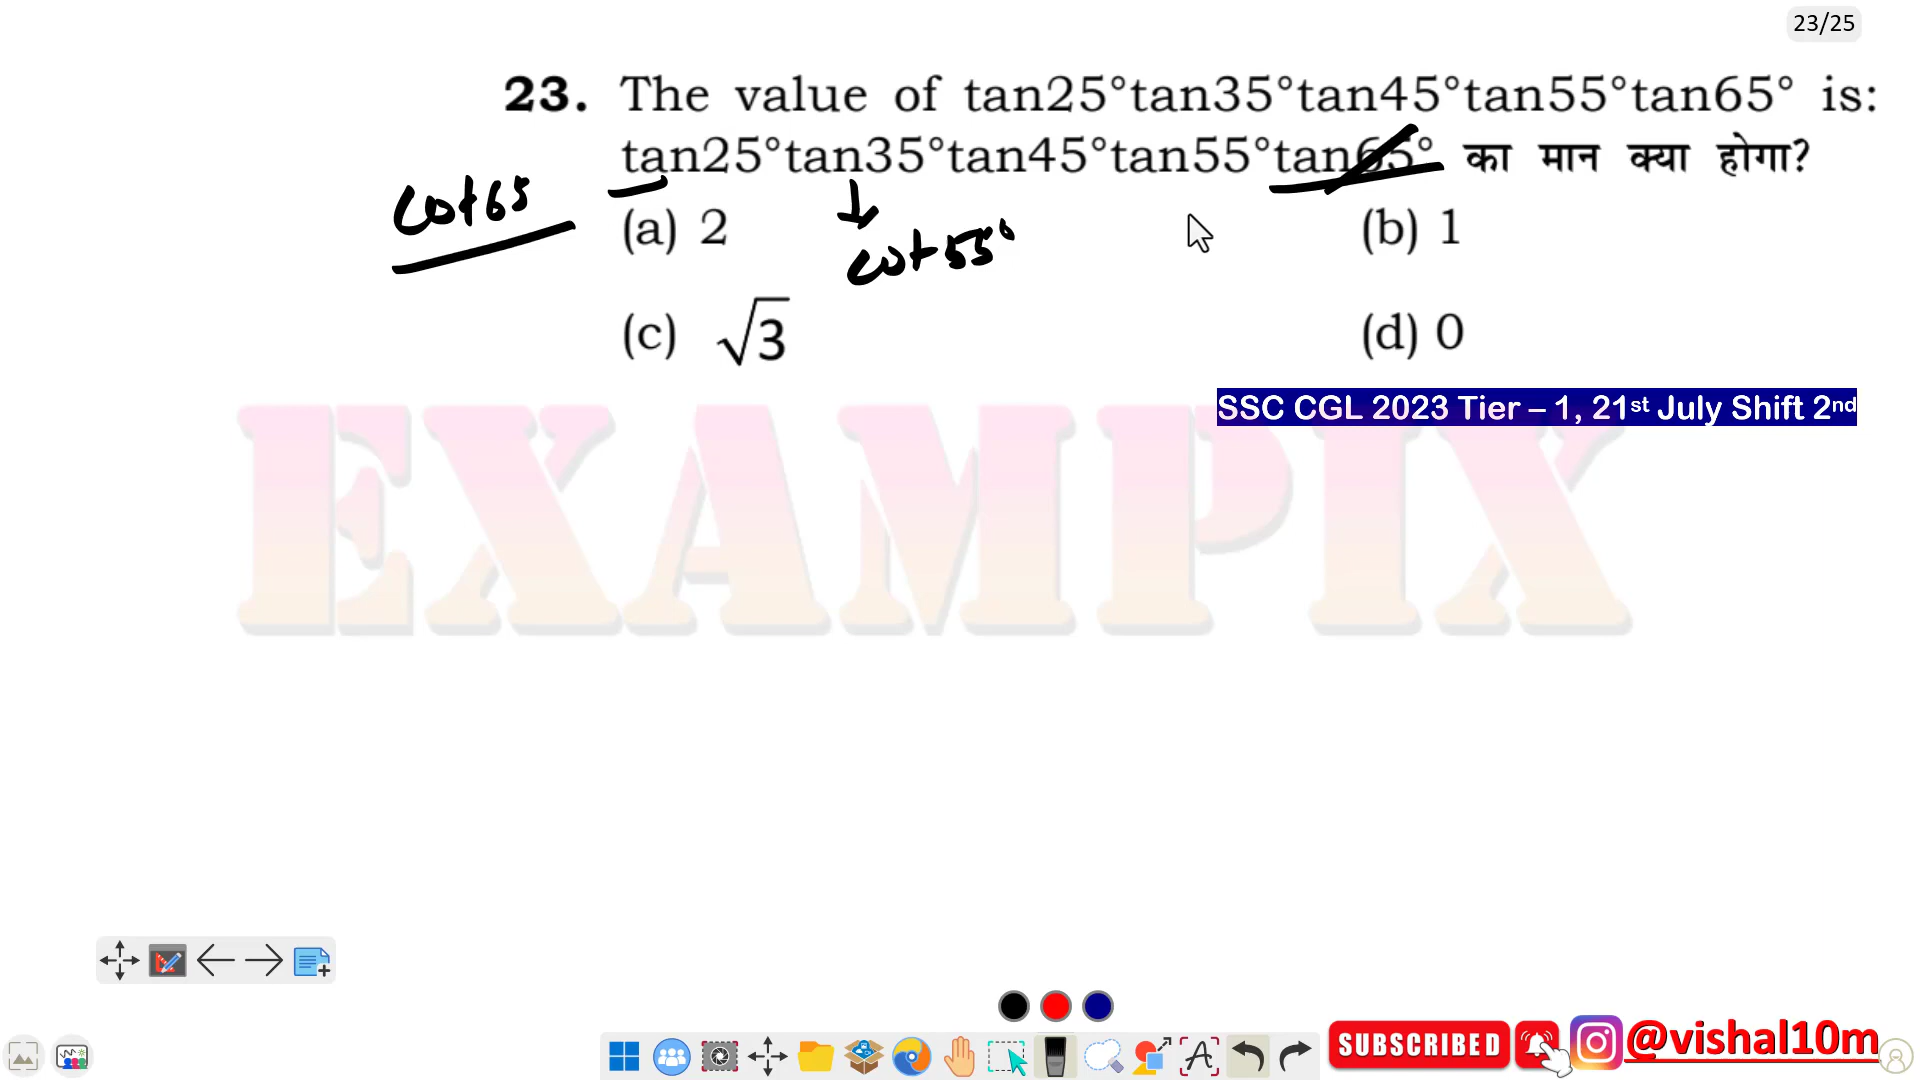 23/25
23. The value of tan25°tan35°tan45°tan55°tan65° is:
tan25°tan35°tan45°tan55°tan65° का मान क्या होगा?
cot65
(a) 2
cot55°
(b) 1
(c) √3
(d) 0
SSC CGL 2023 Tier – 1, 21st July Shift 2nd
EXAMPIX
SUBSCRIBED
@vishal10m